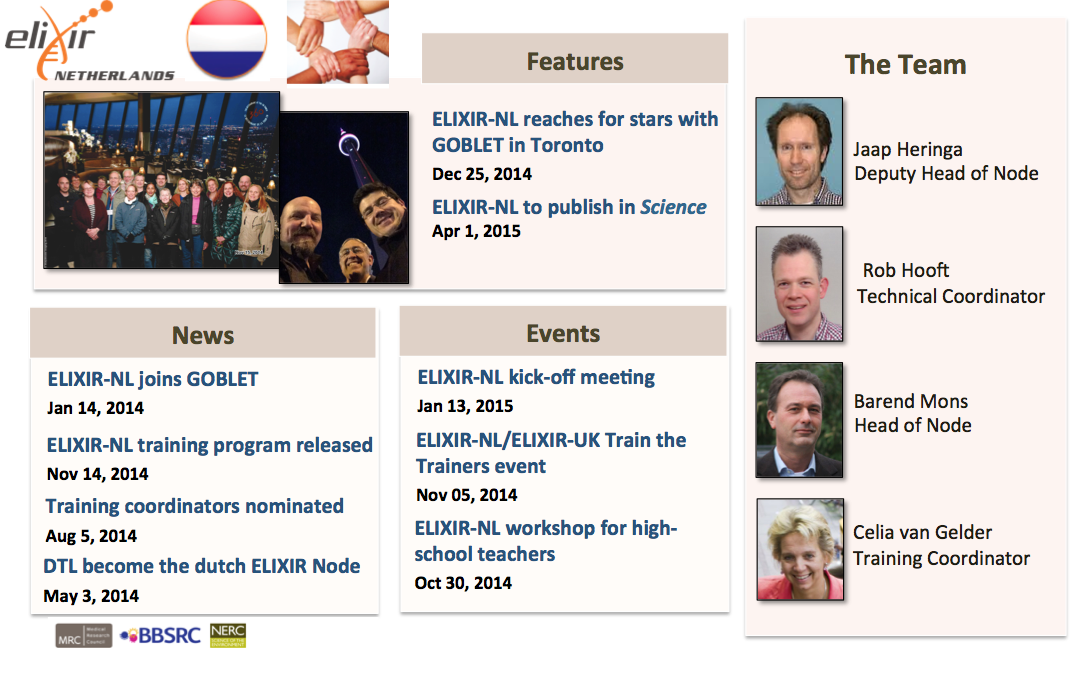 elixir
NETHERLANDS
Features
ELIXIR-NL reaches for stars with
GOBLET in Toronto
Dec 25, 2014
ELIXIR-NL to publish in Science
Apr 1, 2015
News
ELIXIR-NL joins GOBLET
Jan 14, 2014
ELIXIR-NL training program released
Nov 14, 2014
Training coordinators nominated
Aug 5, 2014
DTL become the dutch ELIXIR Node
May 3, 2014
Events
ELIXIR-NL kick-off meeting
Jan 13, 2015
ELIXIR-NL/ELIXIR-UK Train the
Trainers event
Nov 05, 2014
ELIXIR-NL workshop for high-
school teachers
Oct 30, 2014
The Team
Jaap Heringa
Deputy Head of Node
Rob Hooft
Technical Coordinator
Barend Mons
Head of Node
Celia van Gelder
Training Coordinator
MRC
Medical
Research
Council
BBSRC
NERC